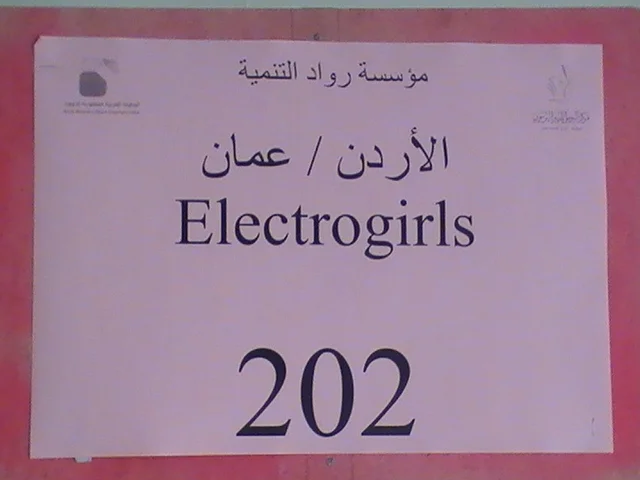 مؤسسة رواد التنمية
الأردن / عمان
Electrogirls
202